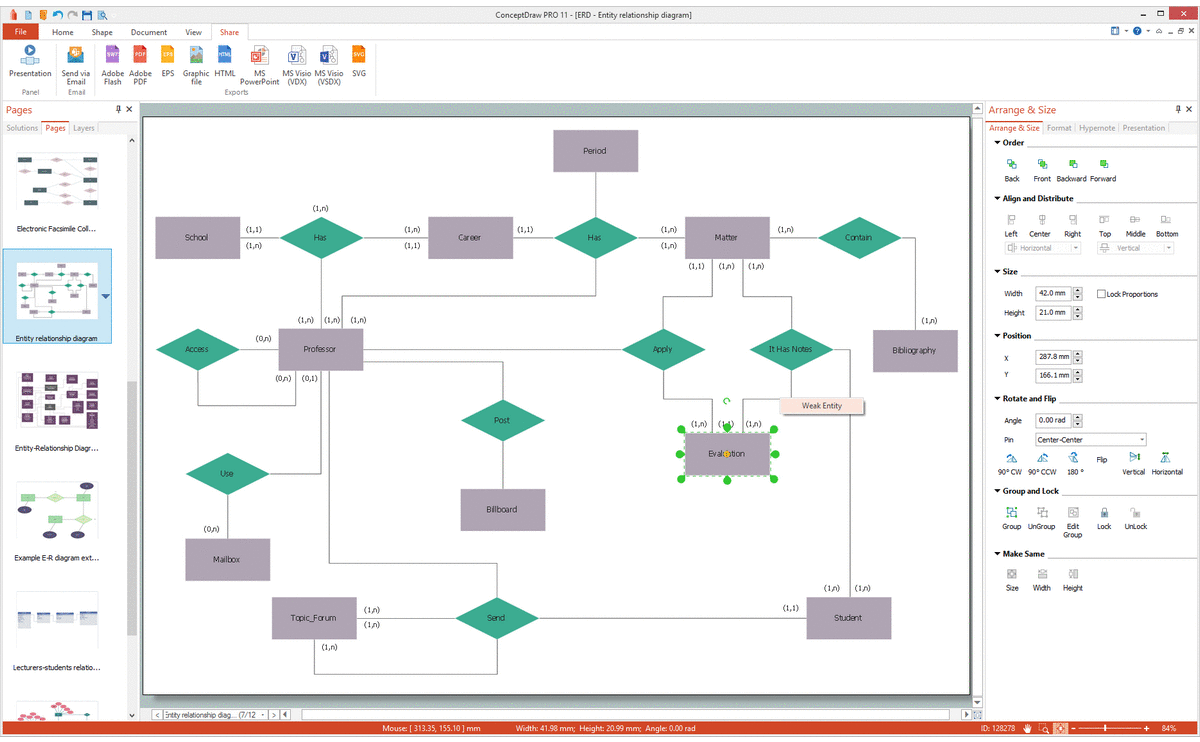 ConceptDraw PRO 11 - [ERD - Entity relationship diagram]
File Home Shape Document View Share
Presentation
Send via Email
Adobe Flash
Adobe PDF
EPS
Graphic file
HTML
MS PowerPoint
MS Visio (VDX)
MS Visio (VSDX)
SVG
Panel Email Exports
Pages
Solutions Pages Layers
Electronic Facsimile Coll...
Entity relationship diagram
Entity-Relationship Diagr...
Example E-R diagram ext...
Lecturers-students relatio...
Period
(1,n)
School (1,1) (1,n) Has (1,n) (1,1) Career (1,1) Has (1,n) (1,n) Matter (1,n) Contain
(1,1) (1,n) (1,n)
(1,n) (1,n) (1,n) (1,n)
Access (0,n) Professor Apply It Has Notes Bibliography
(0,n) (0,1)
Weak Entity
Post (1,n) (1,1) (1,n)
Evaluation
Use
Billboard
(0,n)
Mailbox
(1,n) (1,n)
Topic_Forum (1,n) (1,n) Send (1,1) Student
(1,n)
Arrange & Size
Arrange & Size Format Hypernote Presentation
Order
Back Front Backward Forward
Align and Distribute
Left Center Right Top Middle Bottom
Horizontal Vertical
Size
Width 42.0 mm Lock Proportions
Height 21.0 mm
Position
X 287.8 mm
Y 166.1 mm
Rotate and Flip
Angle 0.00 rad
Pin Center-Center
90° CW 90° CCW 180 ° Flip Vertical Horizontal
Group and Lock
Group UnGroup Edit Group Lock UnLock
Make Same
Size Width Height
Entity relationship diag... (7/12
Mouse: [ 313.35, 155.10 ] mm Width: 41.98 mm; Height: 20.99 mm; Angle: 0.00 rad ID: 128278 84%